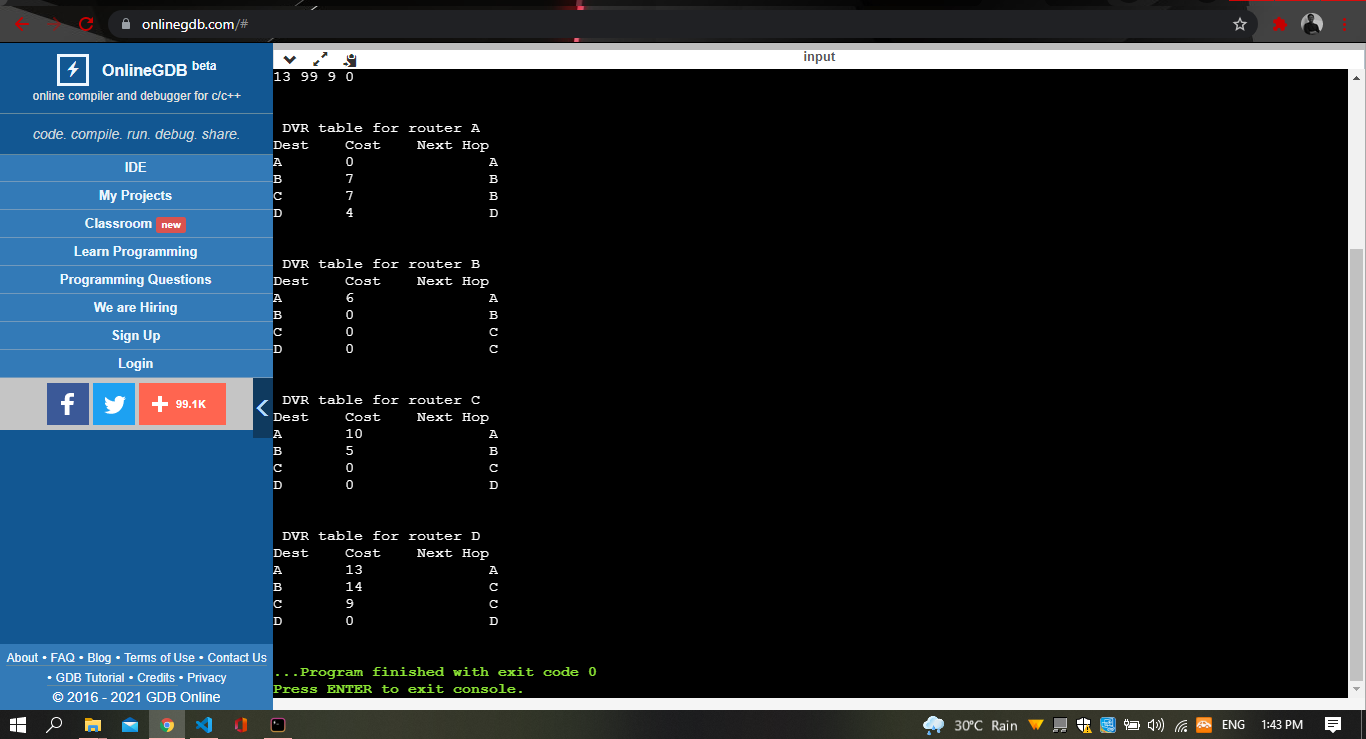 onlinegdb.com/#
OnlineGDB beta
online compiler and debugger for c/c++
code. compile. run. debug. share.
IDE
My Projects
Classroom new
Learn Programming
Programming Questions
We are Hiring
Sign Up
Login
99.1K
About • FAQ • Blog • Terms of Use • Contact Us
• GDB Tutorial • Credits • Privacy
© 2016 - 2021 GDB Online
input
13 99 9 0
DVR table for router A
Dest Cost Next Hop
A 0 A
B 7 B
C 7 B
D 4 D
DVR table for router B
Dest Cost Next Hop
A 6 A
B 0 B
C 0 C
D 0 C
DVR table for router C
Dest Cost Next Hop
A 10 A
B 5 B
C 0 C
D 0 D
DVR table for router D
Dest Cost Next Hop
A 13 A
B 14 C
C 9 C
D 0 D
...Program finished with exit code 0
Press ENTER to exit console.
30°C Rain ENG 1:43 PM